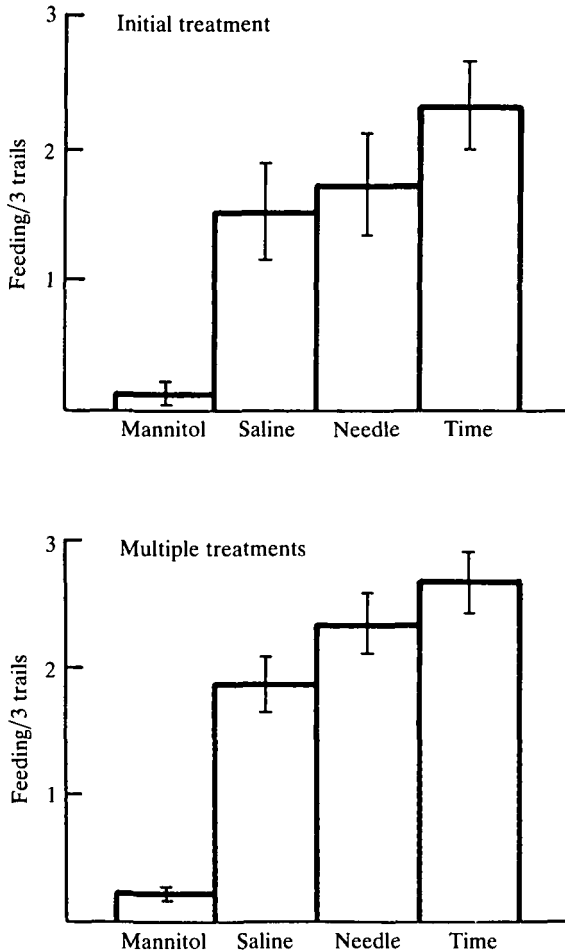 Initial treatment
3
2
1
Feeding/3 trails
Mannitol Saline Needle Time
Multiple treatments
3
2
1
Feeding/3 trails
Mannitol Saline Needle Time